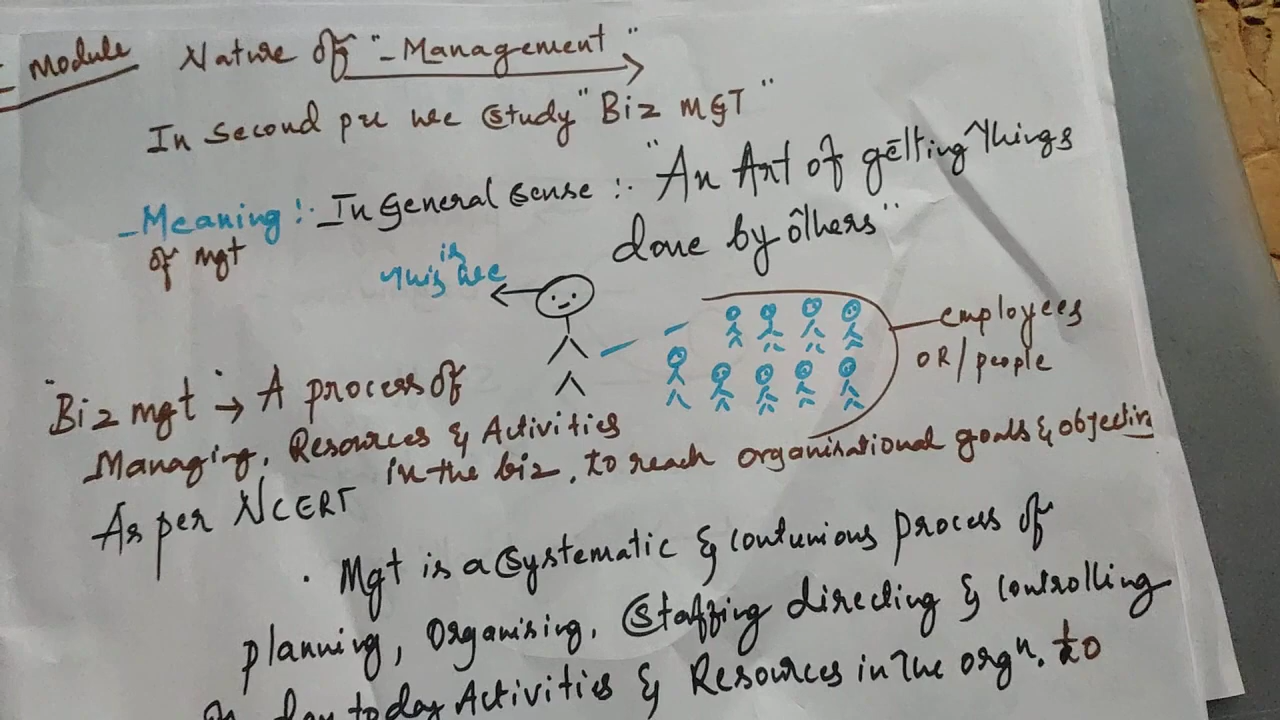 Module Nature of "Management"
In Second pu we study "Biz MGT"
Meaning :. In General sense :. "An Art of getting things
of mgt
done by others"
is
this we
employees
OR/people
"Biz mgt" → A process of
Managing, Resources & Activities
in the biz, to reach organisational goals & objectiv
As per NCERT
. Mgt is a systematic & contunious process of
planning, Organising, Staffing directing & controlling
day to day Activities & Resources in the orgn. to